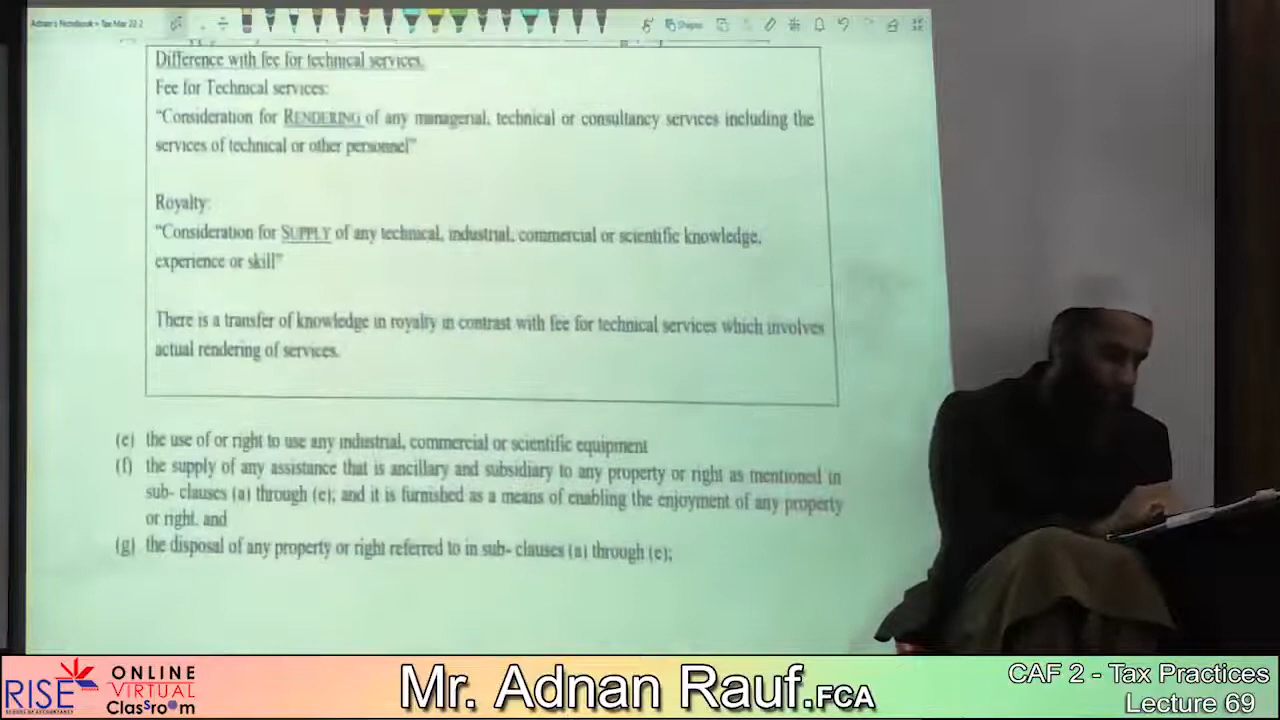 Adnan's Notebook » Tax Mar 22-2
Shapes
Difference with fee for technical services.
Fee for Technical services:
“Consideration for RENDERING of any managerial, technical or consultancy services including the
services of technical or other personnel”
Royalty:
“Consideration for SUPPLY of any technical, industrial, commercial or scientific knowledge,
experience or skill”
There is a transfer of knowledge in royalty in contrast with fee for technical services which involves
actual rendering of services.
(e) the use of or right to use any industrial, commercial or scientific equipment
(f) the supply of any assistance that is ancillary and subsidiary to any property or right as mentioned in
sub- clauses (a) through (e); and it is furnished as a means of enabling the enjoyment of any property
or right, and
(g) the disposal of any property or right referred to in sub- clauses (a) through (e);
RISE
ONLINE
VIRTUAL
Classroom
Mr. Adnan Rauf.FCA
CAF 2 - Tax Practices
Lecture 69